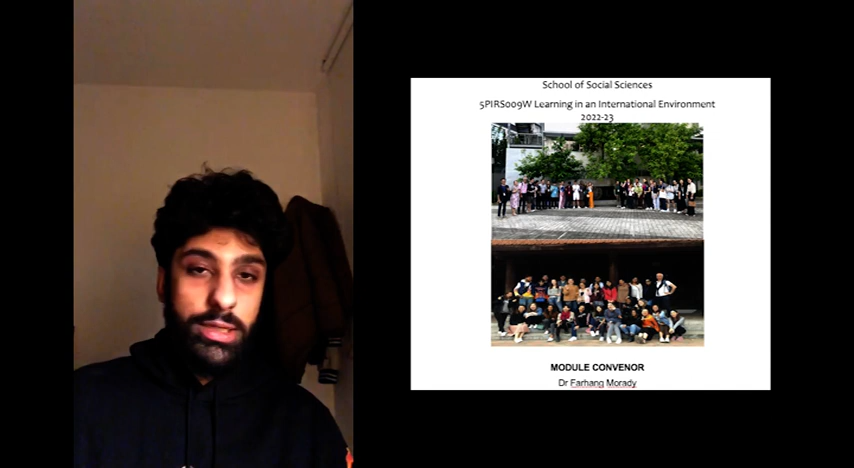 School of Social Sciences
5PIRS009W Learning in an International Environment
2022-23
MODULE CONVENOR
Dr Farhang Morady